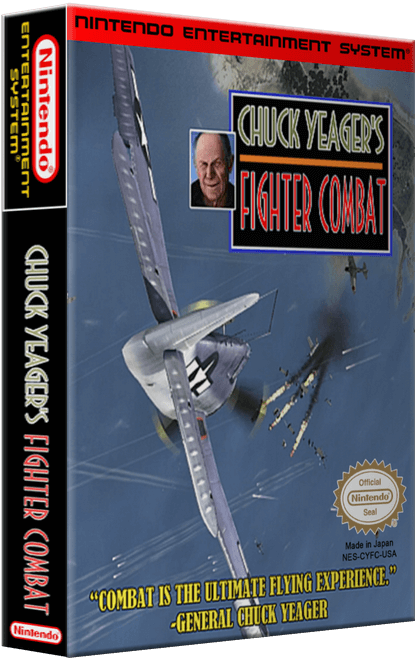 NINTENDO ENTERTAINMENT SYSTEM®
Nintendo®
ENTERTAINMENT
SYSTEM®
CHUCK YEAGER'S
FIGHTER COMBAT
CHUCK YEAGER'S FIGHTER COMBAT
Official
Nintendo
Seal
Made in Japan
NES-CYFC-USA
"COMBAT IS THE ULTIMATE FLYING EXPERIENCE."
-GENERAL CHUCK YEAGER
Nintendo